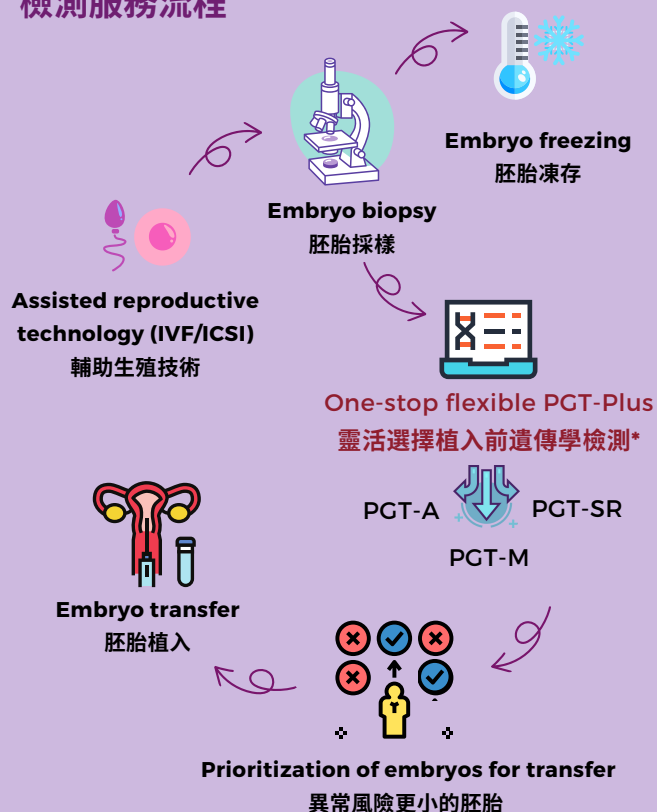 檢測服務流程
Embryo freezing
胚胎凍存
Embryo biopsy
胚胎採樣
Assisted reproductive
technology (IVF/ICSI)
輔助生殖技術
One-stop flexible PGT-Plus
靈活選擇植入前遺傳學檢測*
PGT-A
PGT-SR
PGT-M
Embryo transfer
胚胎植入
Prioritization of embryos for transfer
異常風險更小的胚胎